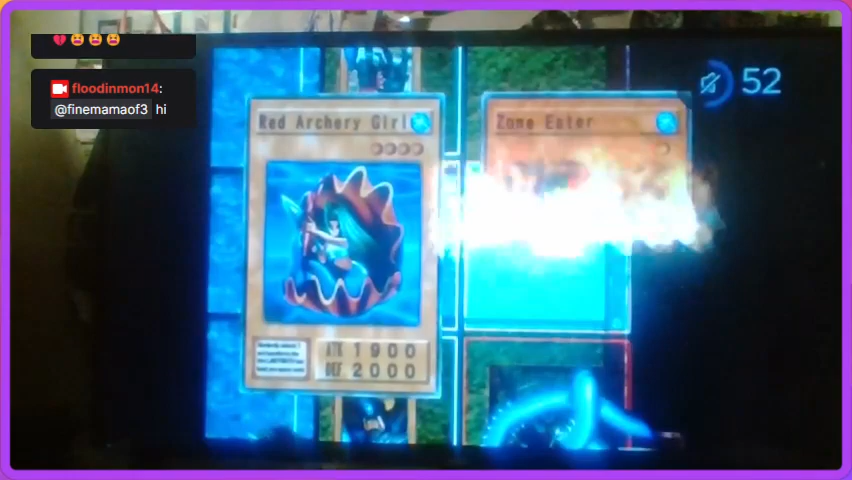 floodinmon14:
@finemamaof3 hi
52
Red Archery Girl
Zone Eater
ATK 1900
DEF 2000